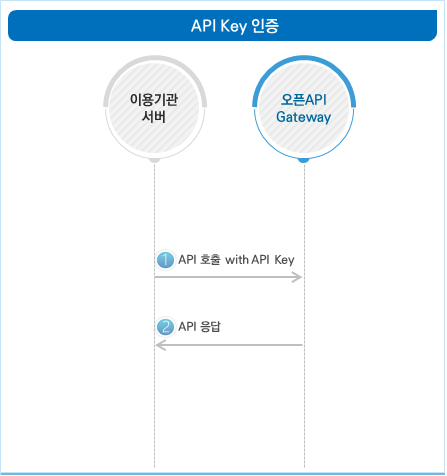 API Key 인증
이용기관
서버
오픈API
Gateway
1 API 호출 with API Key
2 API 응답